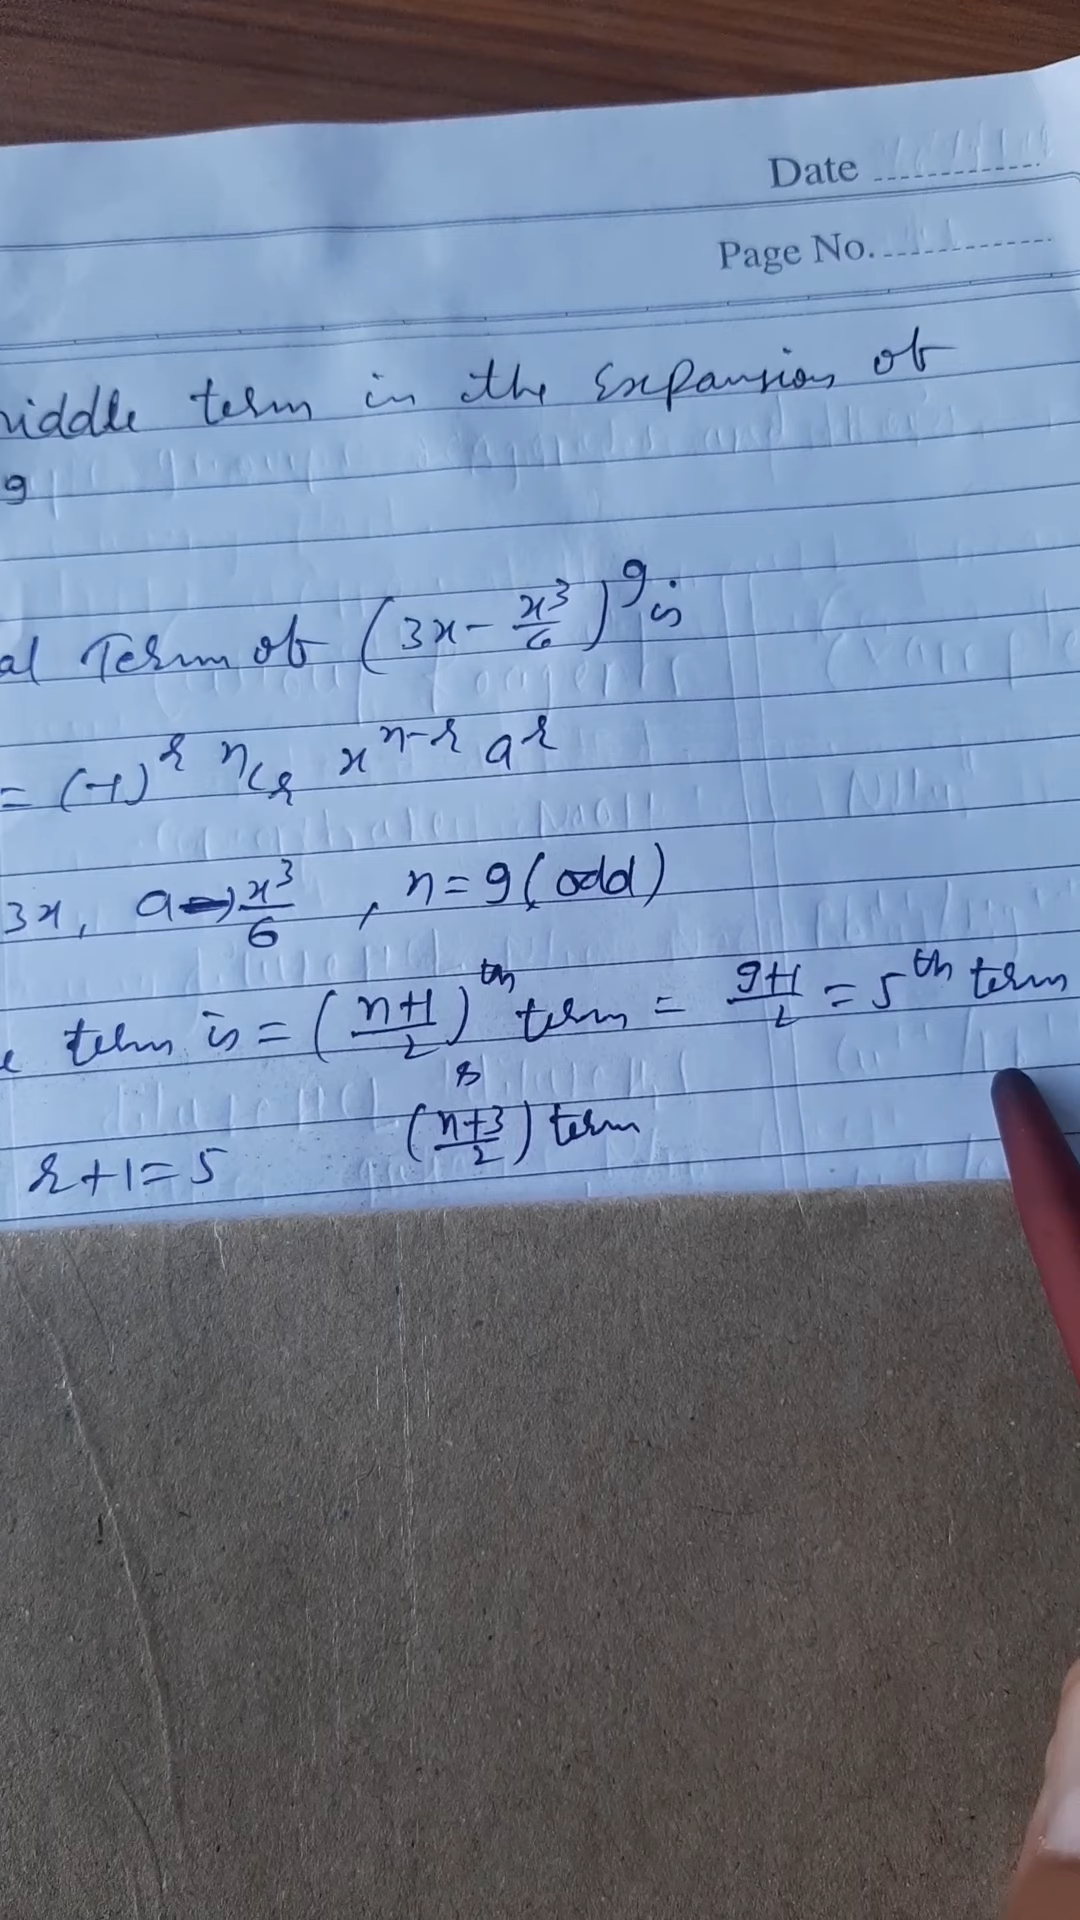 Date
Page No.
middle term in the Expansion of
9
al Term of (3x - x³/6)⁹ is
= (-1)ʳ ⁿCᵣ xⁿ⁻ʳ aʳ
3x, a → x³/6 , n = 9 (odd)
e term is = (n+1/2)ᵗʰ term = 9+1/2 = 5ᵗʰ term
&
r+1=5 (n+3/2) term